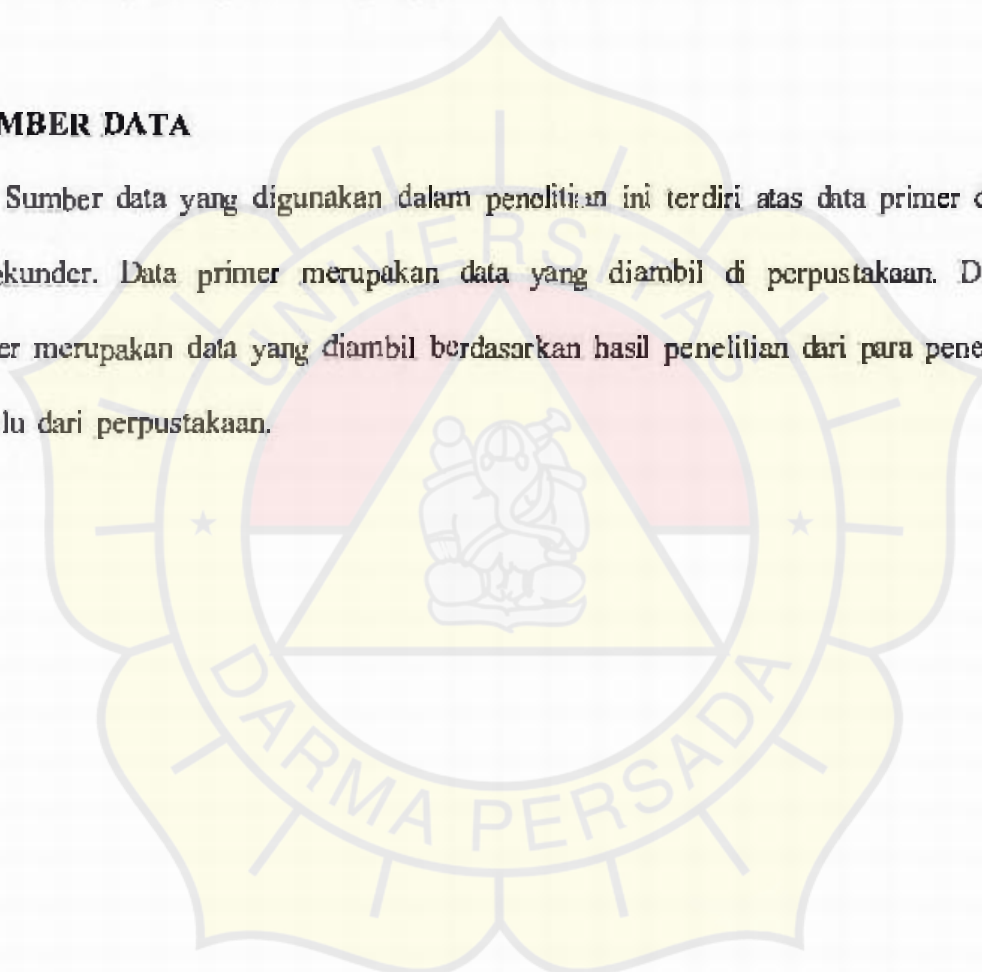 MBER DATA
Sumber data yang digunakan dalam penelitian ini terdiri atas data primer d
ekunder. Data primer merupakan data yang diambil di perpustakaan. D
er merupakan data yang diambil berdasarkan hasil penelitian dari para pene
lu dari perpustakaan.
UNIVERSITAS
DARMA PERSADA